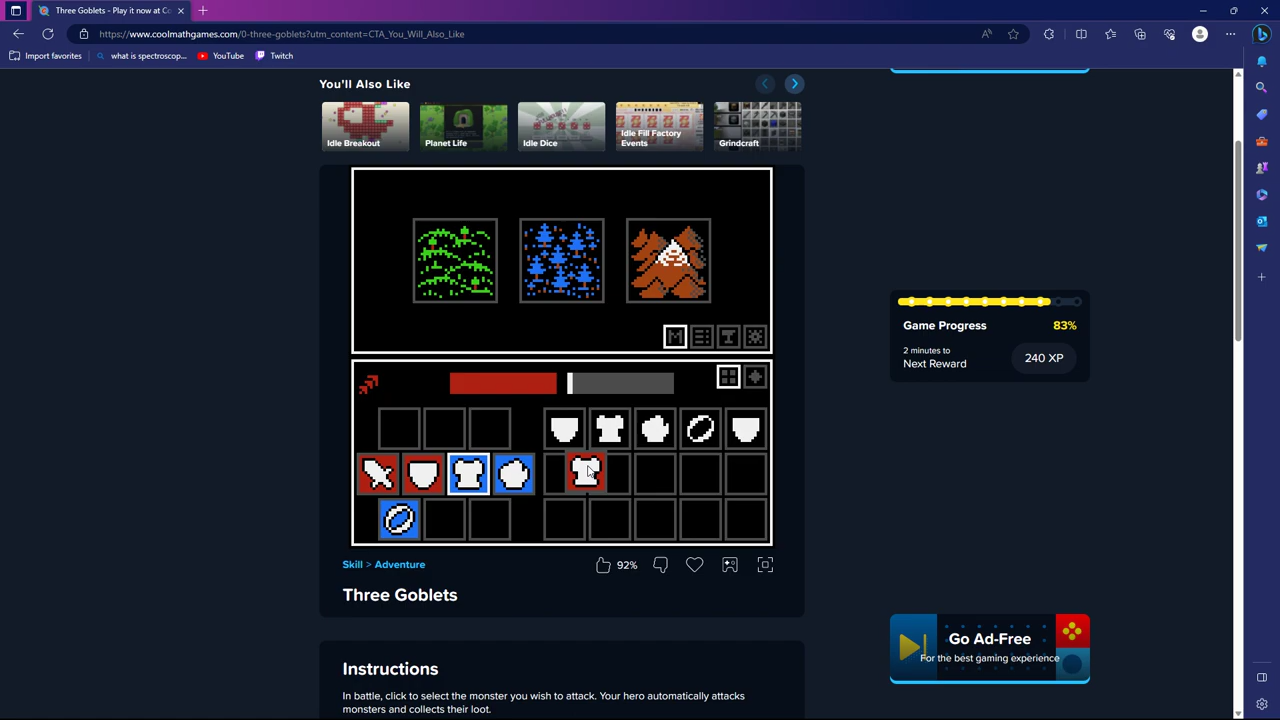 Three Goblets - Play it now at Co
https://www.coolmathgames.com/0-three-goblets?utm_content=CTA_You_Will_Also_Like
Import favorites
what is spectroscop...
YouTube
Twitch
You'll Also Like
Idle Breakout
Planet Life
Idle Dice
Idle Fill Factory
Events
Grindcraft
M
Game Progress
83%
2 minutes to
Next Reward
240 XP
92%
Skill > Adventure
Three Goblets
Go Ad-Free
For the best gaming experience
Instructions
In battle, click to select the monster you wish to attack. Your hero automatically attacks
monsters and collects their loot.